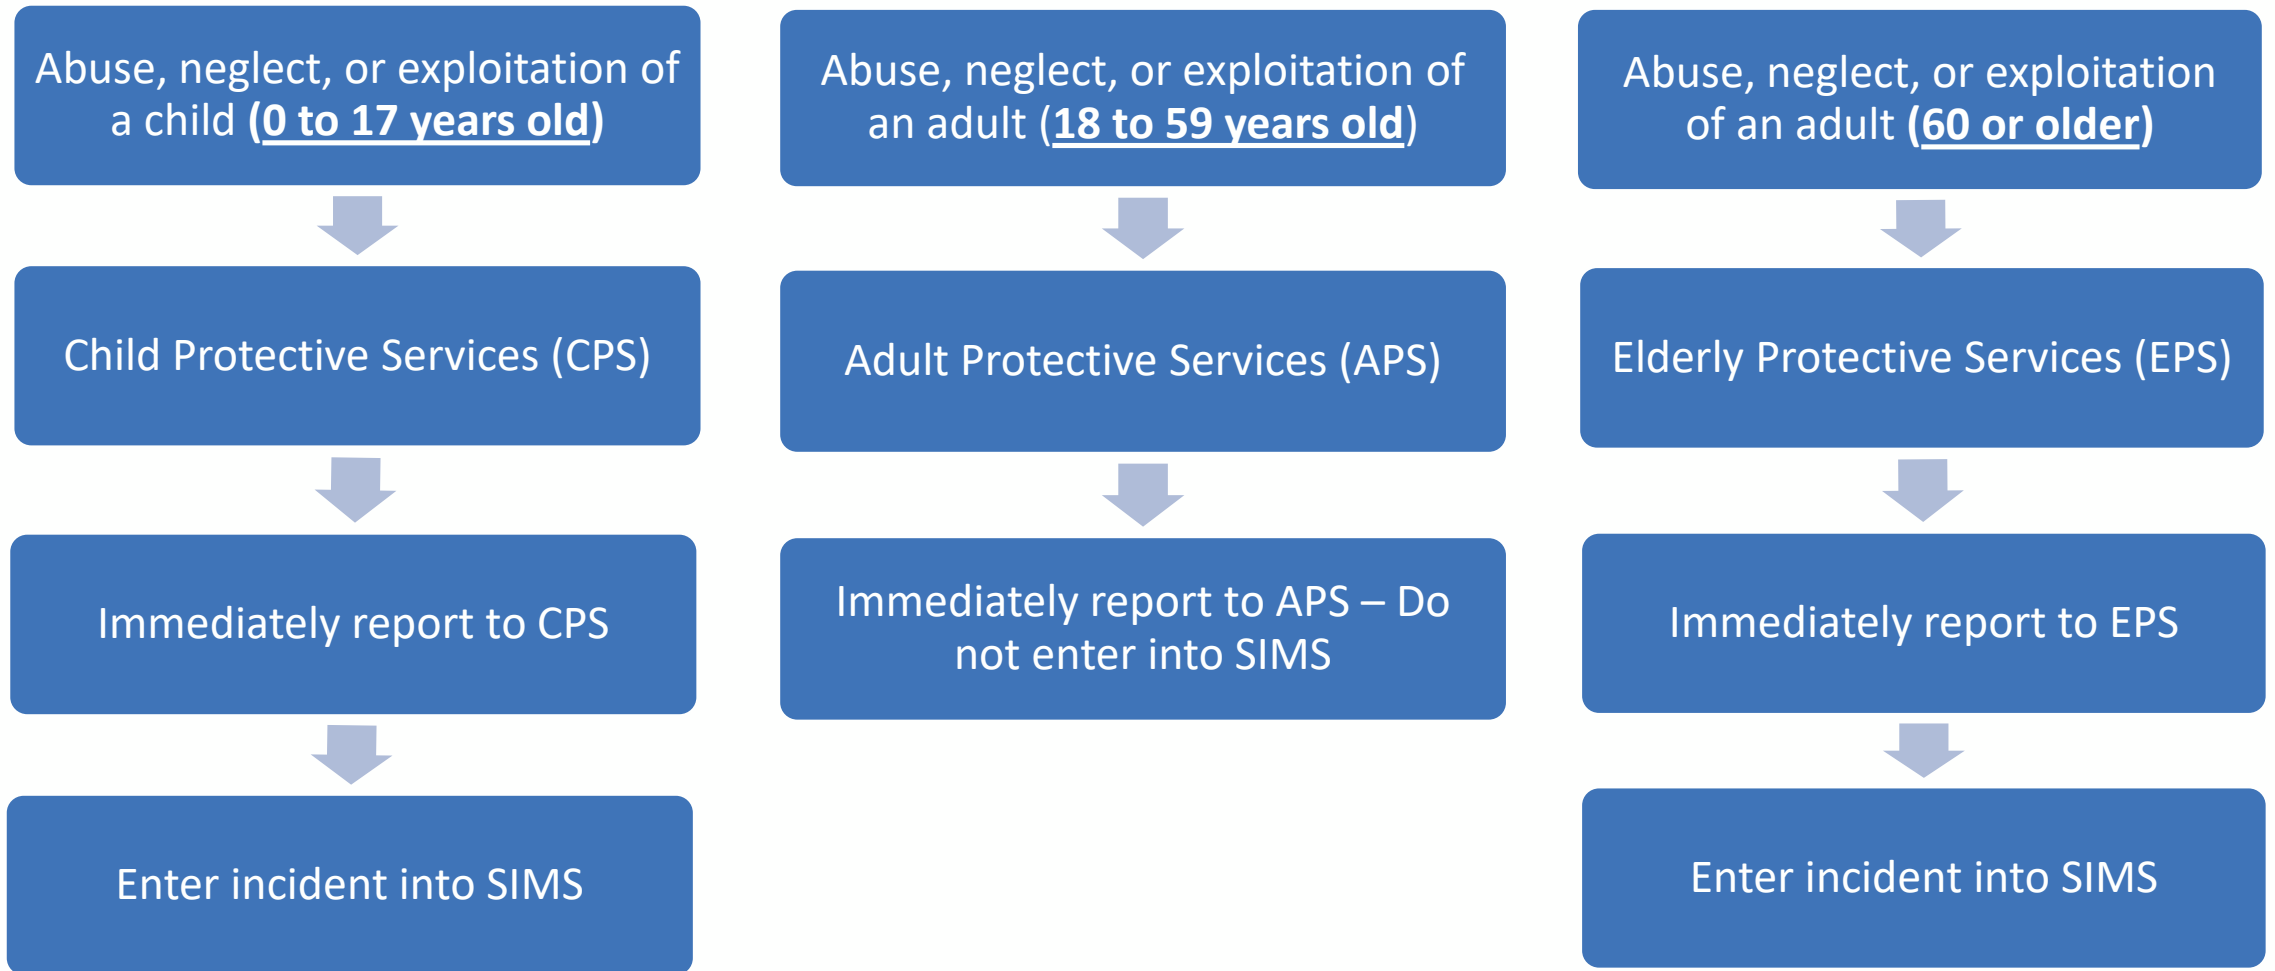 Abuse, neglect, or exploitation of
a child (0 to 17 years old)
Child Protective Services (CPS)
Immediately report to CPS
Enter incident into SIMS
Abuse, neglect, or exploitation of
an adult (18 to 59 years old)
Adult Protective Services (APS)
Immediately report to APS – Do
not enter into SIMS
Abuse, neglect, or exploitation
of an adult (60 or older)
Elderly Protective Services (EPS)
Immediately report to EPS
Enter incident into SIMS